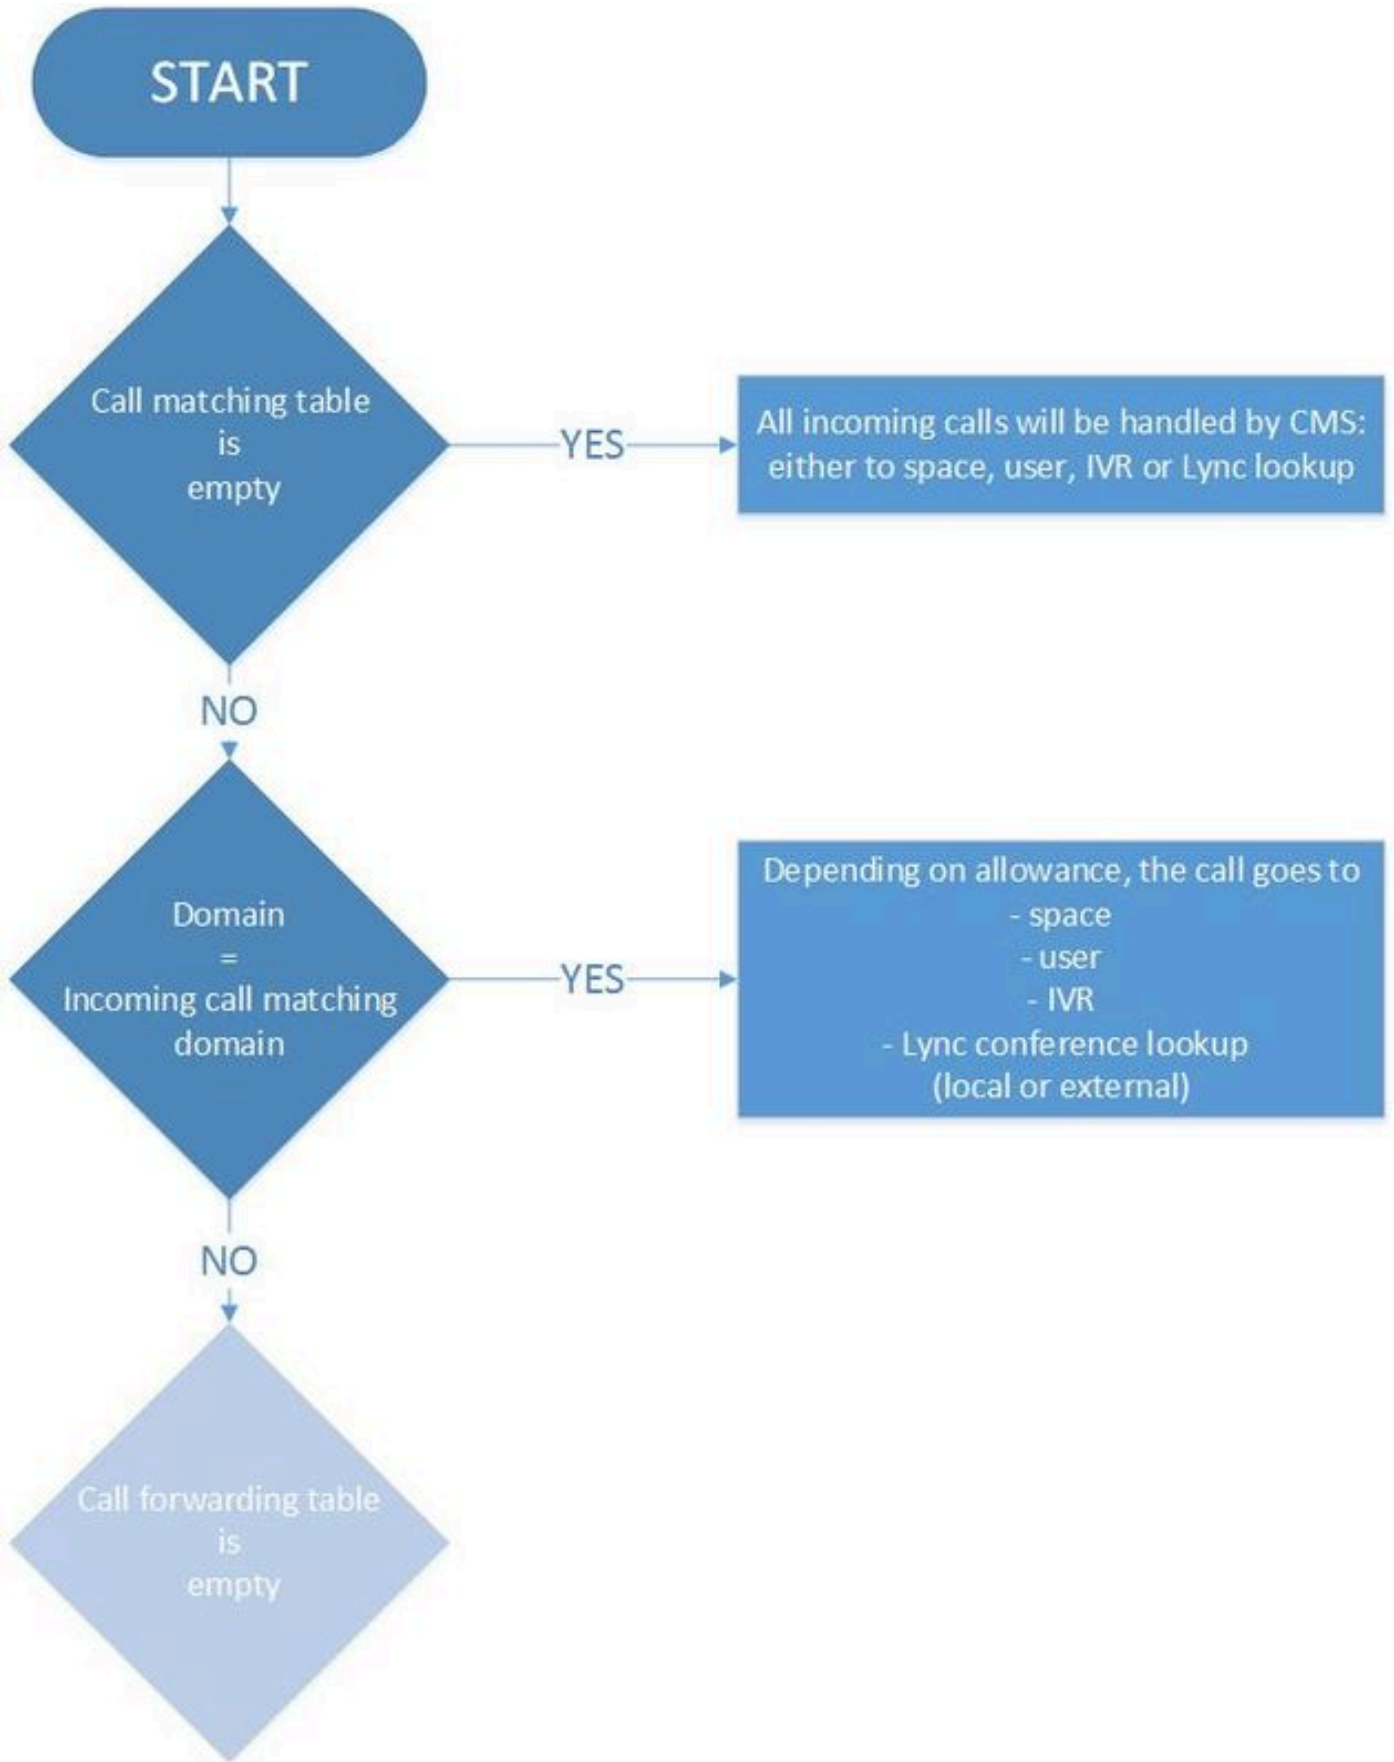 START
Call matching table
is
empty
YES
All incoming calls will be handled by CMS:
either to space, user, IVR or Lync lookup
NO
Domain
=
Incoming call matching
domain
YES
Depending on allowance, the call goes to
- space
- user
- IVR
- Lync conference lookup
(local or external)
NO
Call forwarding table
is
empty